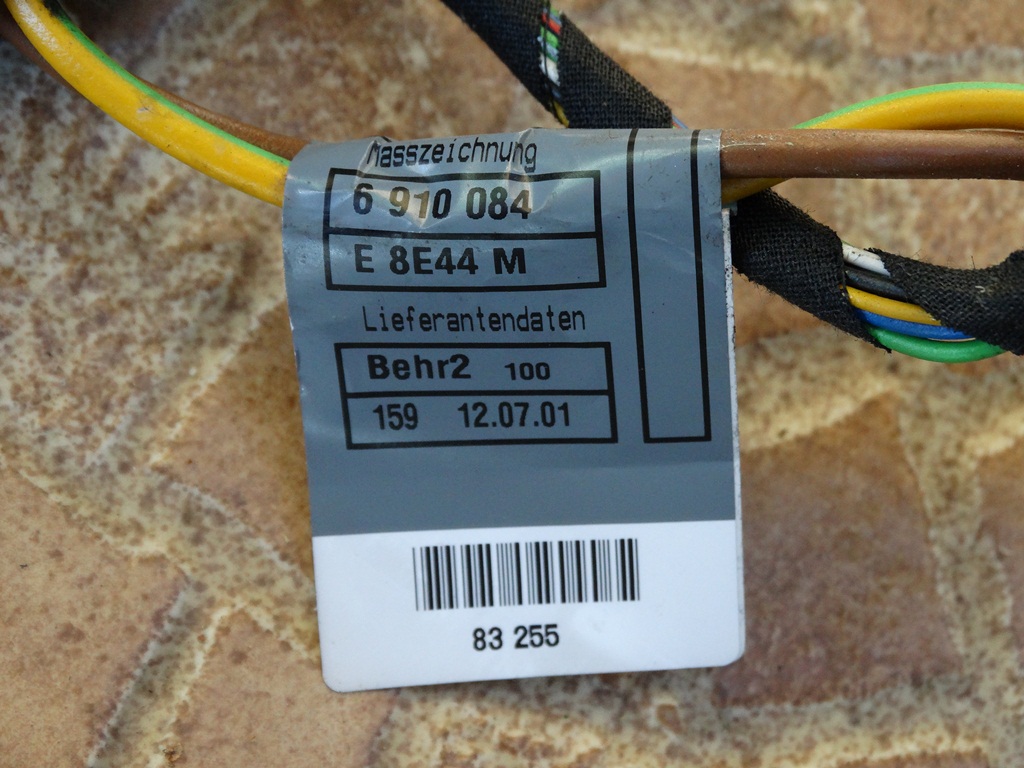 Masszeichnung
6 910 084
E 8E44 M
Lieferantendaten
Behr2 100
159 12.07.01
83 255